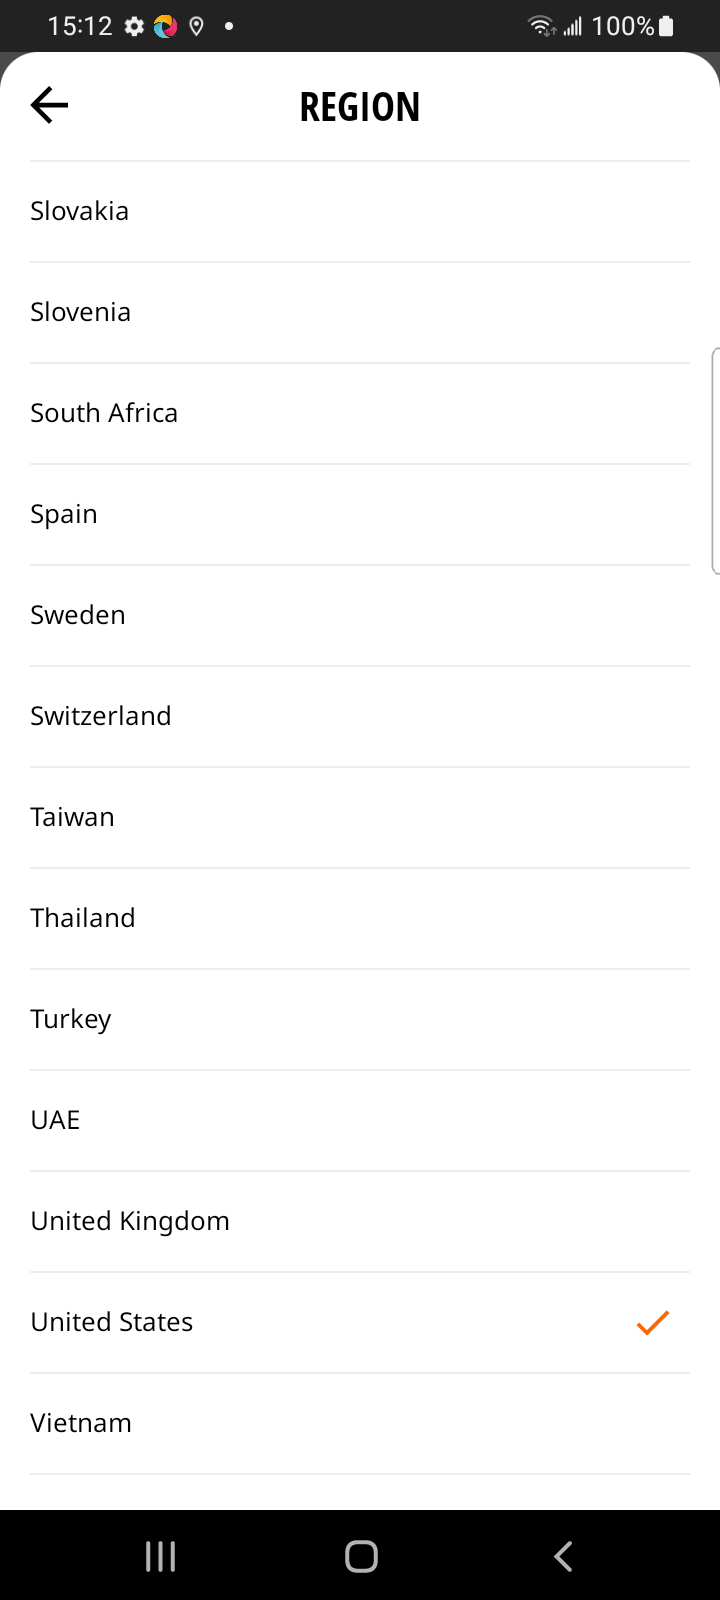 15:12
100%
REGION
Slovakia
Slovenia
South Africa
Spain
Sweden
Switzerland
Taiwan
Thailand
Turkey
UAE
United Kingdom
United States
Vietnam